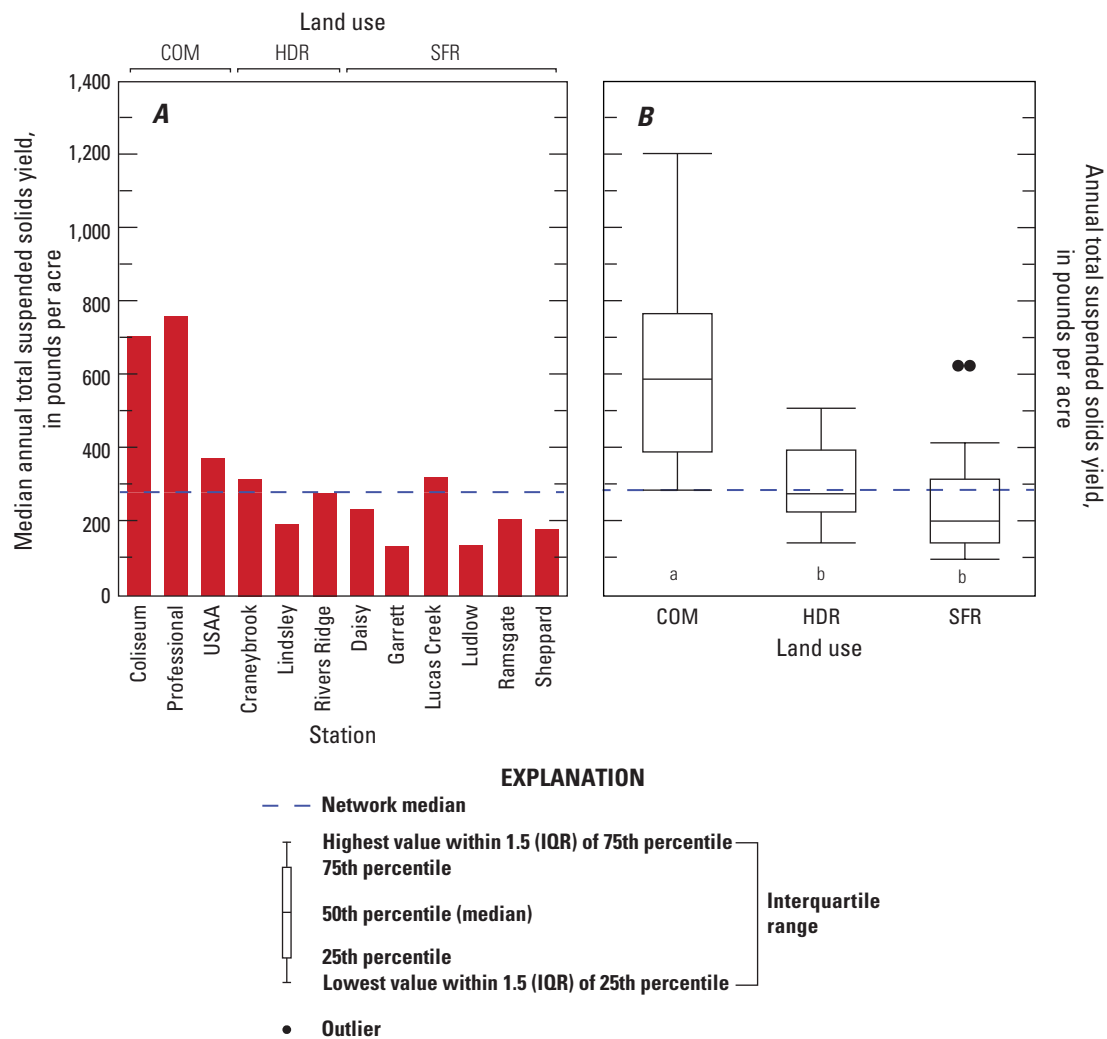 Land use
COM HDR SFR
A
B
1,400
1,200
1,000
800
600
400
200
0
Median annual total suspended solids yield,
in pounds per acre
Coliseum
Professional
USAA
Craneybrook
Lindsley
Rivers Ridge
Daisy
Garrett
Lucas Creek
Ludlow
Ramsgate
Sheppard
Station
a b b
COM HDR SFR
Land use
Annual total suspended solids yield,
in pounds per acre
EXPLANATION
Network median
Highest value within 1.5 (IQR) of 75th percentile
75th percentile
50th percentile (median)
25th percentile
Lowest value within 1.5 (IQR) of 25th percentile
Interquartile
range
Outlier